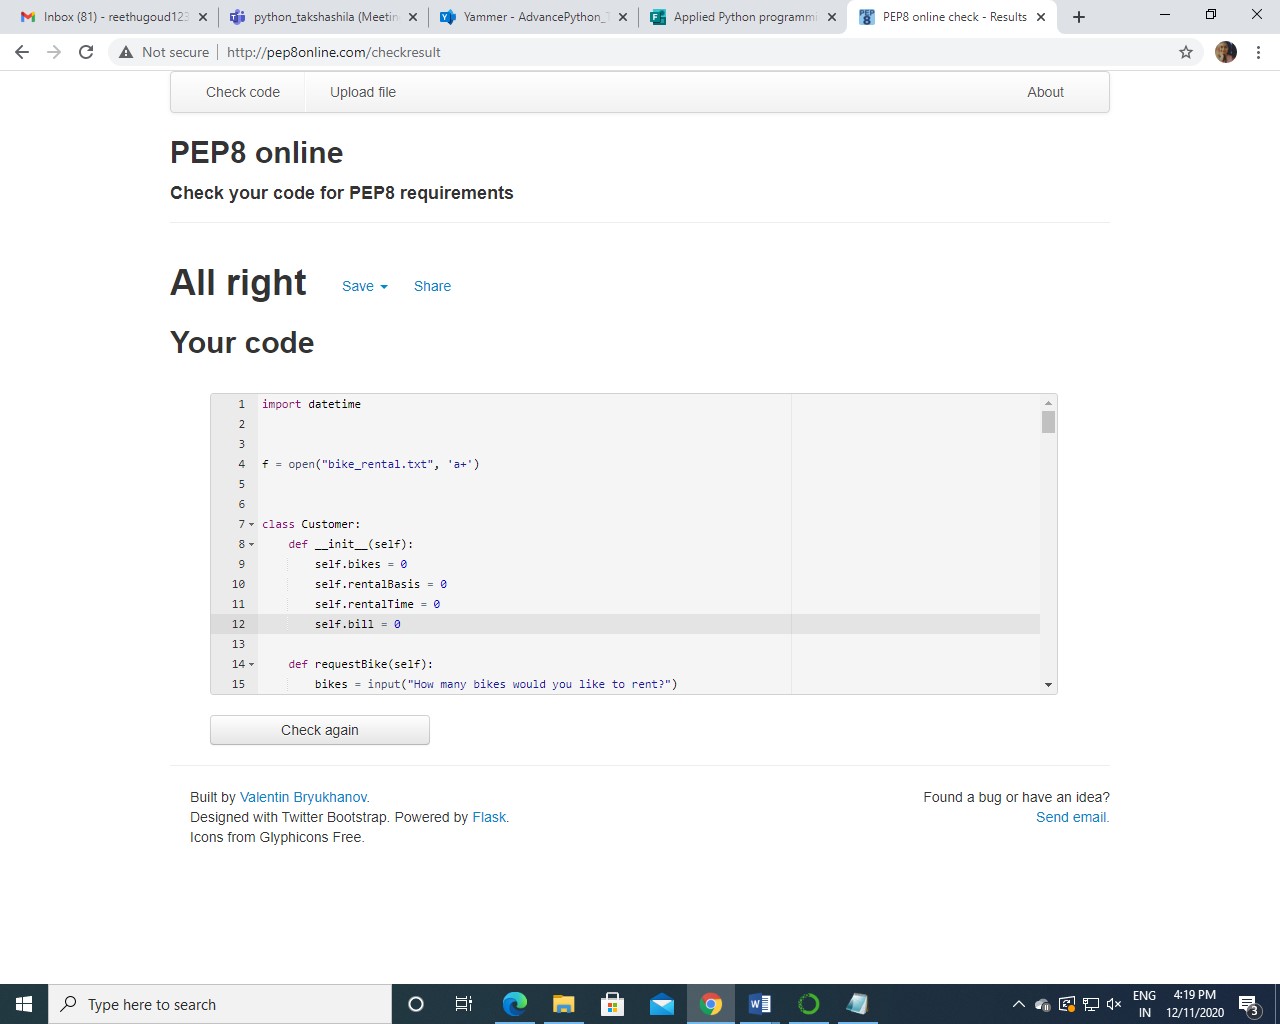 Inbox (81) - reethugoud123
python_takshashila (Meetin
Yammer - AdvancePython_T
Applied Python programmi
PEP8 online check - Results
Not secure
http://pep8online.com/checkresult
Check code
Upload file
About
PEP8 online
Check your code for PEP8 requirements
All right
Save
Share
Your code
1 import datetime
2
3
4 f = open("bike_rental.txt", 'a+')
5
6
7 class Customer:
8 def __init__(self):
9 self.bikes = 0
10 self.rentalBasis = 0
11 self.rentalTime = 0
12 self.bill = 0
13
14 def requestBike(self):
15 bikes = input("How many bikes would you like to rent?")
Check again
Built by Valentin Bryukhanov.
Designed with Twitter Bootstrap. Powered by Flask.
Icons from Glyphicons Free.
Found a bug or have an idea?
Send email.
Type here to search
ENG
IN
4:19 PM
12/11/2020
3